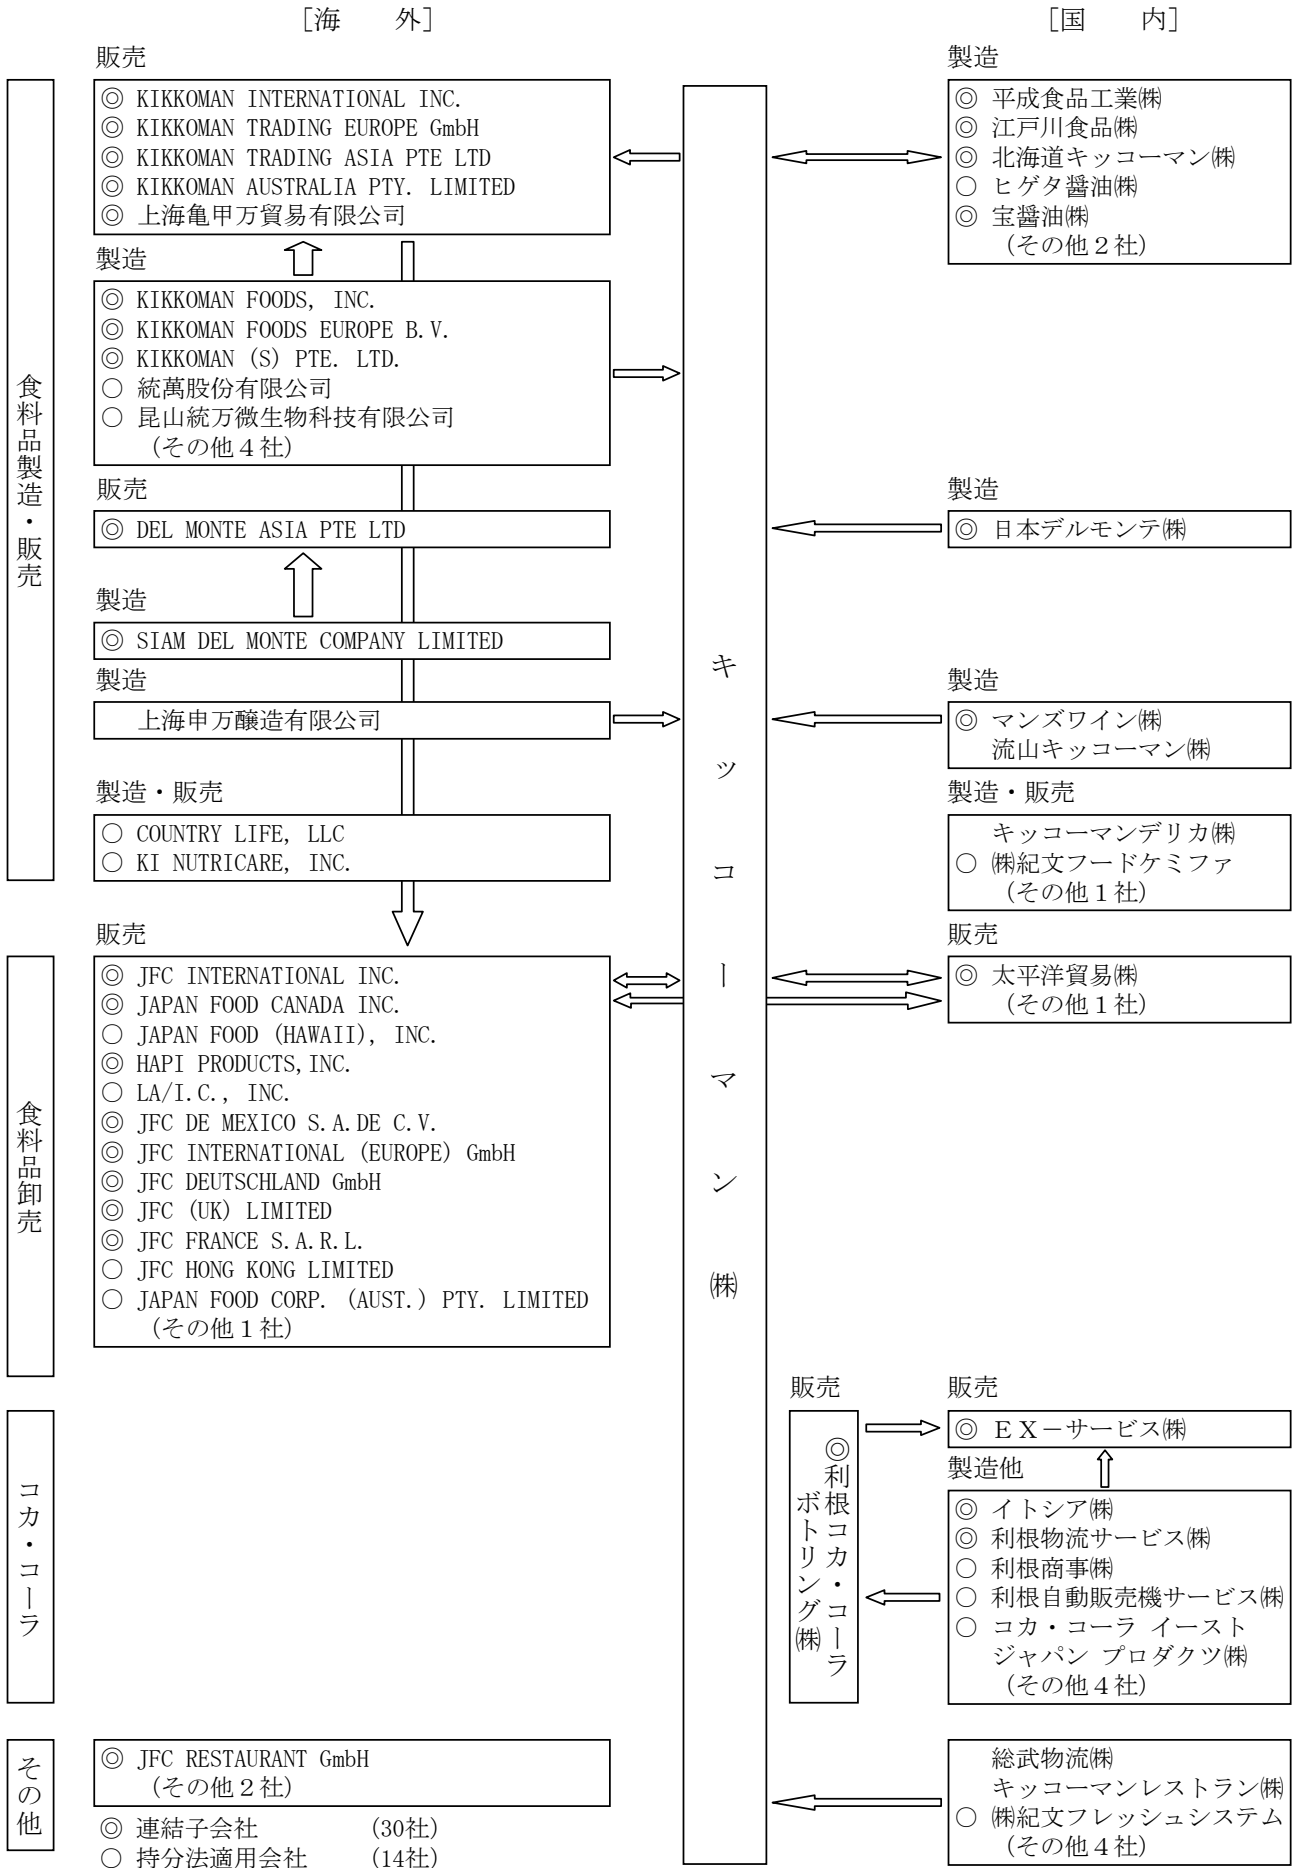 [海　　外]
[国　　内]
販売
◎ KIKKOMAN INTERNATIONAL INC.
◎ KIKKOMAN TRADING EUROPE GmbH
◎ KIKKOMAN TRADING ASIA PTE LTD
◎ KIKKOMAN AUSTRALIA PTY. LIMITED
◎ 上海亀甲万貿易有限公司
製造
◎ 平成食品工業㈱
◎ 江戸川食品㈱
◎ 北海道キッコーマン㈱
○ ヒゲタ醤油㈱
◎ 宝醤油㈱
（その他２社）
製造
◎ KIKKOMAN FOODS, INC.
◎ KIKKOMAN FOODS EUROPE B.V.
◎ KIKKOMAN (S) PTE. LTD.
○ 統萬股份有限公司
○ 昆山統万微生物科技有限公司
（その他４社）
食料品製造・販売
販売
◎ DEL MONTE ASIA PTE LTD
製造
◎ 日本デルモンテ㈱
製造
◎ SIAM DEL MONTE COMPANY LIMITED
製造
上海申万醸造有限公司
製造
◎ マンズワイン㈱
流山キッコーマン㈱
製造・販売
○ COUNTRY LIFE, LLC
○ KI NUTRICARE, INC.
製造・販売
キッコーマンデリカ㈱
○ ㈱紀文フードケミファ
（その他１社）
キッコーマン㈱
食料品卸売
販売
◎ JFC INTERNATIONAL INC.
◎ JAPAN FOOD CANADA INC.
○ JAPAN FOOD (HAWAII), INC.
◎ HAPI PRODUCTS,INC.
○ LA/I.C., INC.
◎ JFC DE MEXICO S.A.DE C.V.
◎ JFC INTERNATIONAL (EUROPE) GmbH
◎ JFC DEUTSCHLAND GmbH
◎ JFC (UK) LIMITED
◎ JFC FRANCE S.A.R.L.
○ JFC HONG KONG LIMITED
○ JAPAN FOOD CORP. (AUST.) PTY. LIMITED
（その他１社）
販売
◎ 太平洋貿易㈱
（その他１社）
コカ・コーラ
販売
◎利根コカ・コーラ
ボトリング㈱
販売
◎ ＥＸ－サービス㈱
製造他
◎ イトシア㈱
◎ 利根物流サービス㈱
○ 利根商事㈱
○ 利根自動販売機サービス㈱
○ コカ・コーラ イースト
ジャパン プロダクツ㈱
（その他４社）
その他
◎ JFC RESTAURANT GmbH
（その他２社）
総武物流㈱
キッコーマンレストラン㈱
○ ㈱紀文フレッシュシステム
（その他４社）
◎ 連結子会社　　　　（30社）
○ 持分法適用会社　　（14社）